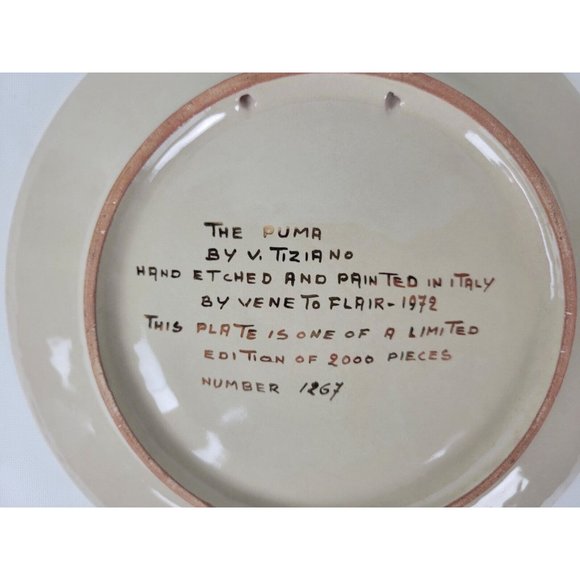 THE PUMA
BY V. TIZIANO
HAND ETCHED AND PAINTED IN ITALY
BY VENETO FLAIR-1972
THIS PLATE IS ONE OF A LIMITED
EDITION OF 2000 PIECES
NUMBER 1267